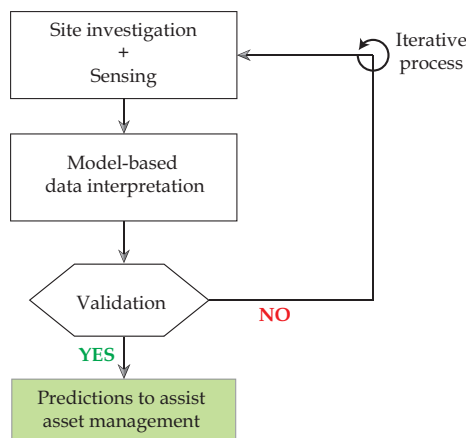 Site investigation
+
Sensing
Iterative
process
Model-based
data interpretation
Validation
NO
YES
Predictions to assist
asset management